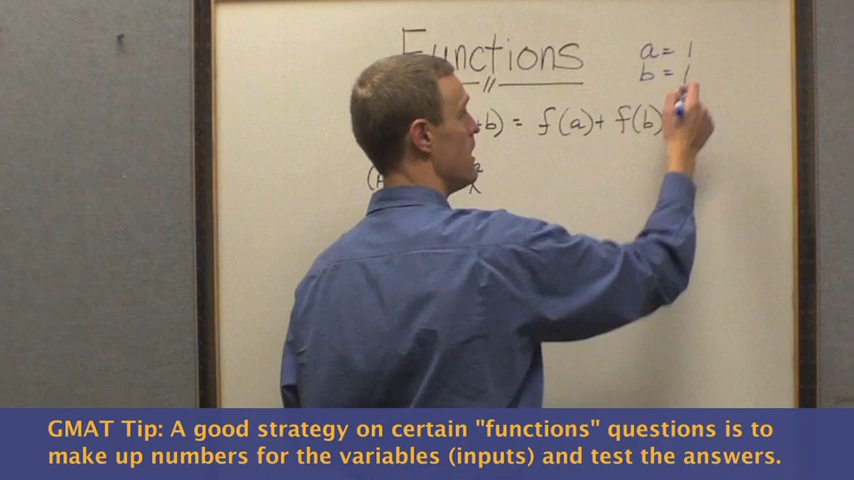 Functions
a = 1
b = 1
+b) = f(a) + f(b)
GMAT Tip: A good strategy on certain "functions" questions is to
make up numbers for the variables (inputs) and test the answers.